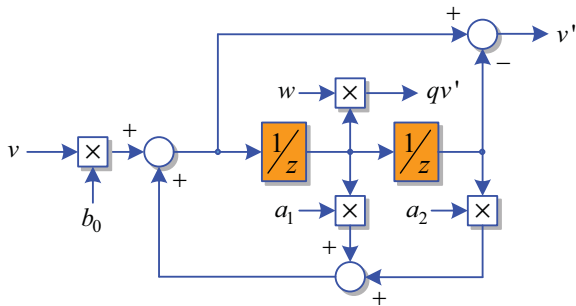 +
v'
−
w
×
qv'
v
×
+
+
1/z
1/z
b₀
a₁
×
a₂
×
+
+